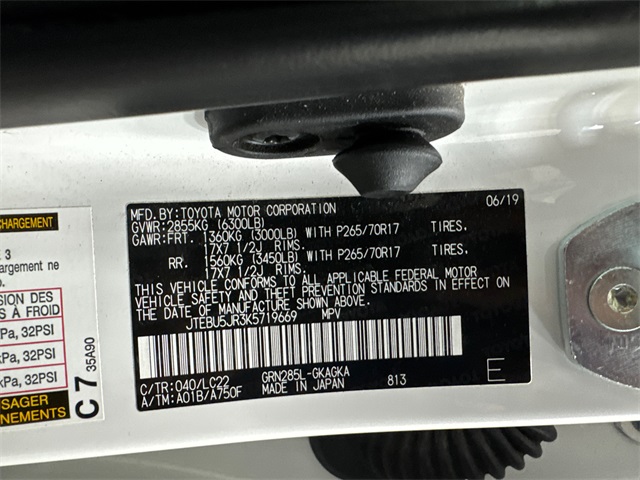 MFD. BY:TOYOTA MOTOR CORPORATION 06/19
GVWR:2855KG (6300LB)
GAWR:FRT. 1360KG (3000LB) WITH P265/70R17 TIRES.
17X7 1/2J RIMS.
RR. 1560KG (3450LB) WITH P265/70R17 TIRES.
17X7 1/2J RIMS.
THIS VEHICLE CONFORMS TO ALL APPLICABLE FEDERAL MOTOR
VEHICLE SAFETY AND THEFT PREVENTION STANDARDS IN EFFECT ON
THE DATE OF MANUFACTURE SHOWN ABOVE.
JTEBU5JR3K5719669 MPV
C/TR:040/LC22 GRN285L-GKAGKA
A/TM:A01B/A750F MADE IN JAPAN 813 E
CHARGEMENT
3
hargement ne
SSION DES
S À FROID
Pa, 32PSI
Pa, 32PSI
kPa, 32PSI
SAGER
NEMENTS
C 7 35A90